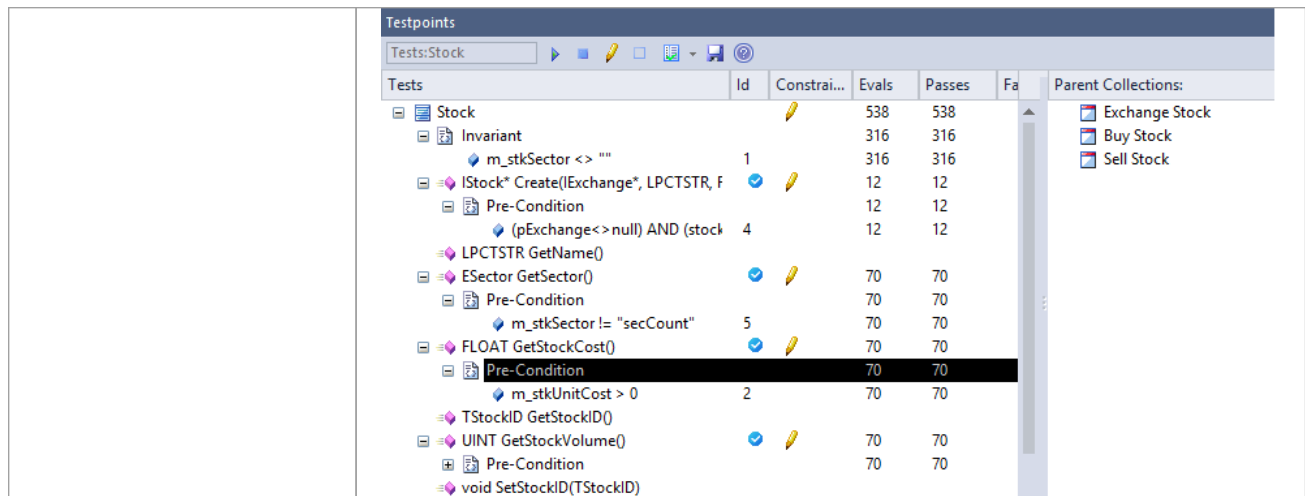 Testpoints
Tests:Stock
Tests Id Constrai... Evals Passes Fa Parent Collections:
Stock 538 538 Exchange Stock
Invariant 316 316 Buy Stock
m_stkSector <> "" 1 316 316 Sell Stock
IStock* Create(IExchange*, LPCTSTR, F 12 12
Pre-Condition 12 12
(pExchange<>null) AND (stock 4 12 12
LPCTSTR GetName()
ESector GetSector() 70 70
Pre-Condition 70 70
m_stkSector != "secCount" 5 70 70
FLOAT GetStockCost() 70 70
Pre-Condition 70 70
m_stkUnitCost > 0 2 70 70
TStockID GetStockID()
UINT GetStockVolume() 70 70
Pre-Condition 70 70
void SetStockID(TStockID)